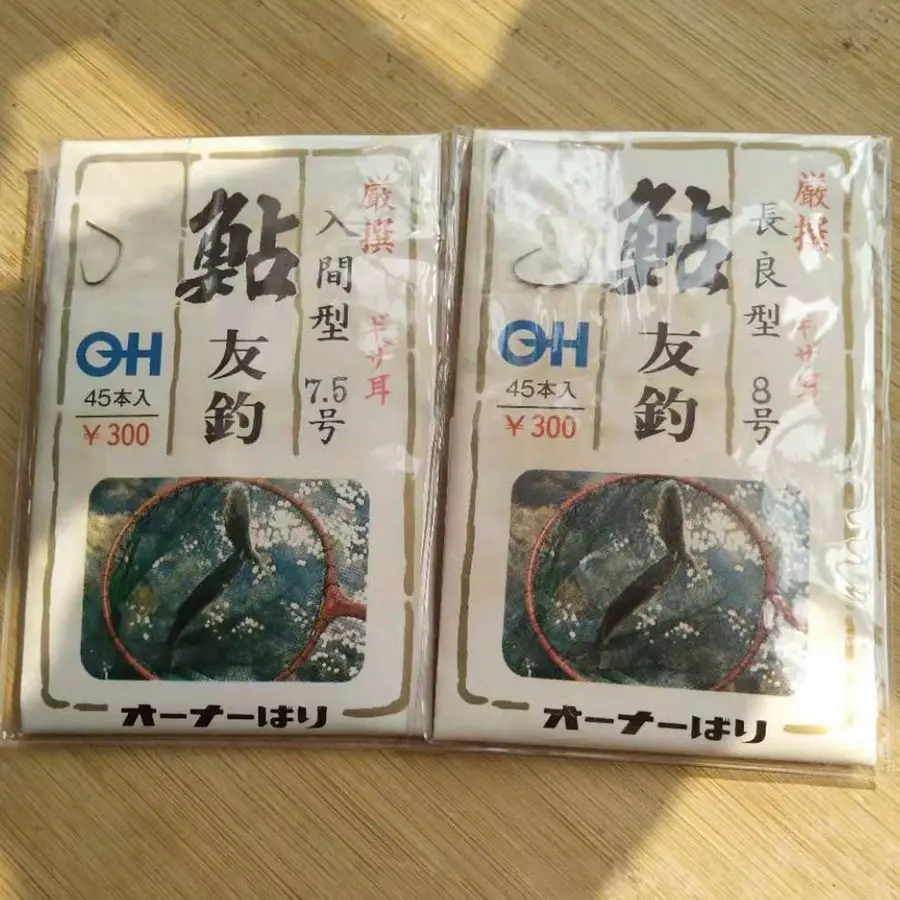 厳撰 ギザ耳
入間型 7.5号
鮎
友釣
OH
45本入
¥300
オーナーばり
厳撰 ギザ耳
長良型 8号
鮎
友釣
OH
45本入
¥300
オーナーばり